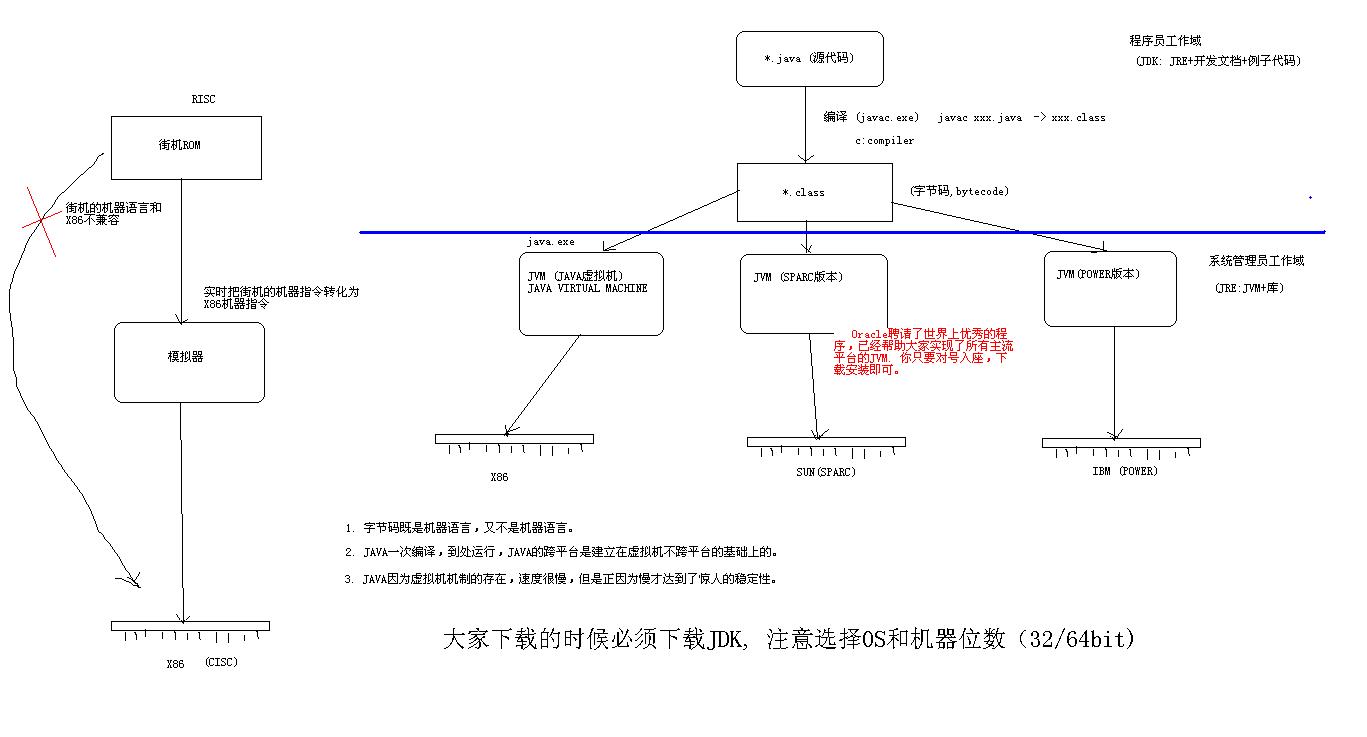 *.java (源代码)
程序员工作域
(JDK: JRE+开发文档+例子代码)
RISC
街机ROM
编译 (javac.exe) javac xxx.java -> xxx.class
c:compiler
*.class
(字节码,bytecode)
街机的机器语言和
X86不兼容
java.exe
JVM (JAVA虚拟机)
JAVA VIRTUAL MACHINE
JVM (SPARC版本)
JVM(POWER版本)
系统管理员工作域
(JRE:JVM+库)
实时把街机的机器指令转化为
X86机器指令
模拟器
Oracle聘请了世界上优秀的程
序，已经帮助大家实现了所有主流
平台的JVM. 你只要对号入座，下
载安装即可。
X86
SUN(SPARC)
IBM (POWER)
1. 字节码既是机器语言，又不是机器语言。
2. JAVA一次编译，到处运行，JAVA的跨平台是建立在虚拟机不跨平台的基础上的。
3. JAVA因为虚拟机机制的存在，速度很慢，但是正因为慢才达到了惊人的稳定性。
大家下载的时候必须下载JDK, 注意选择OS和机器位数（32/64bit)
X86 (CISC)